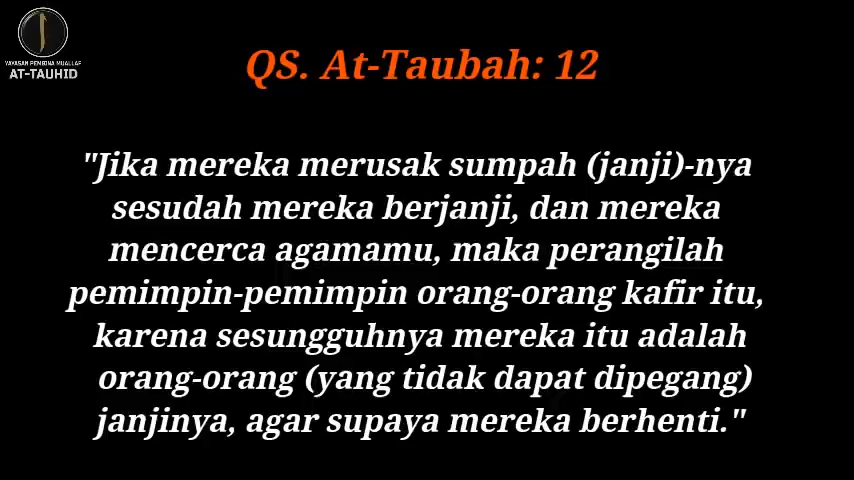 YAYASAN PEMBINA MUALLAF
AT-TAUHID
QS. At-Taubah: 12
"Jika mereka merusak sumpah (janji)-nya
sesudah mereka berjanji, dan mereka
mencerca agamamu, maka perangilah
pemimpin-pemimpin orang-orang kafir itu,
karena sesungguhnya mereka itu adalah
orang-orang (yang tidak dapat dipegang)
janjinya, agar supaya mereka berhenti."